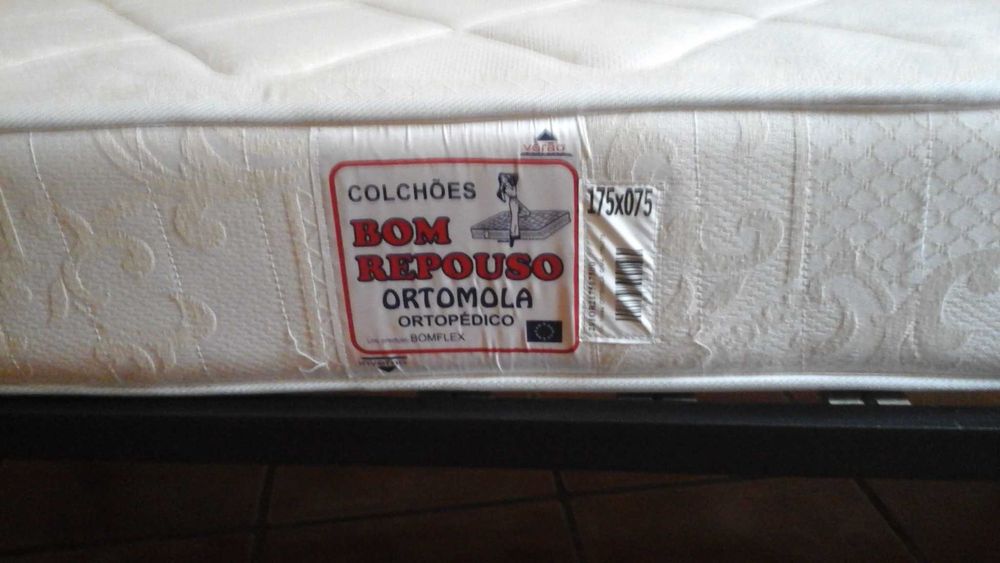 verão
COLCHÕES
BOM
REPOUSO
ORTOMOLA
ORTOPÉDICO
BOMFLEX
175x075